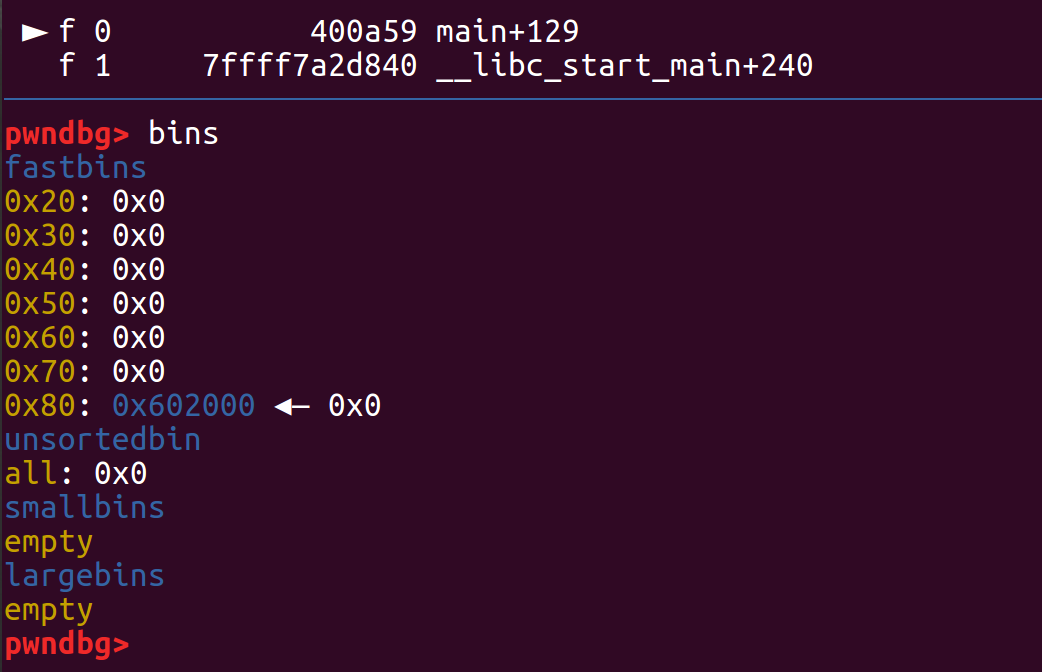 ► f 0           400a59 main+129
  f 1     7ffff7a2d840 __libc_start_main+240
pwndbg> bins
fastbins
0x20: 0x0
0x30: 0x0
0x40: 0x0
0x50: 0x0
0x60: 0x0
0x70: 0x0
0x80: 0x602000 ◂— 0x0
unsortedbin
all: 0x0
smallbins
empty
largebins
empty
pwndbg>